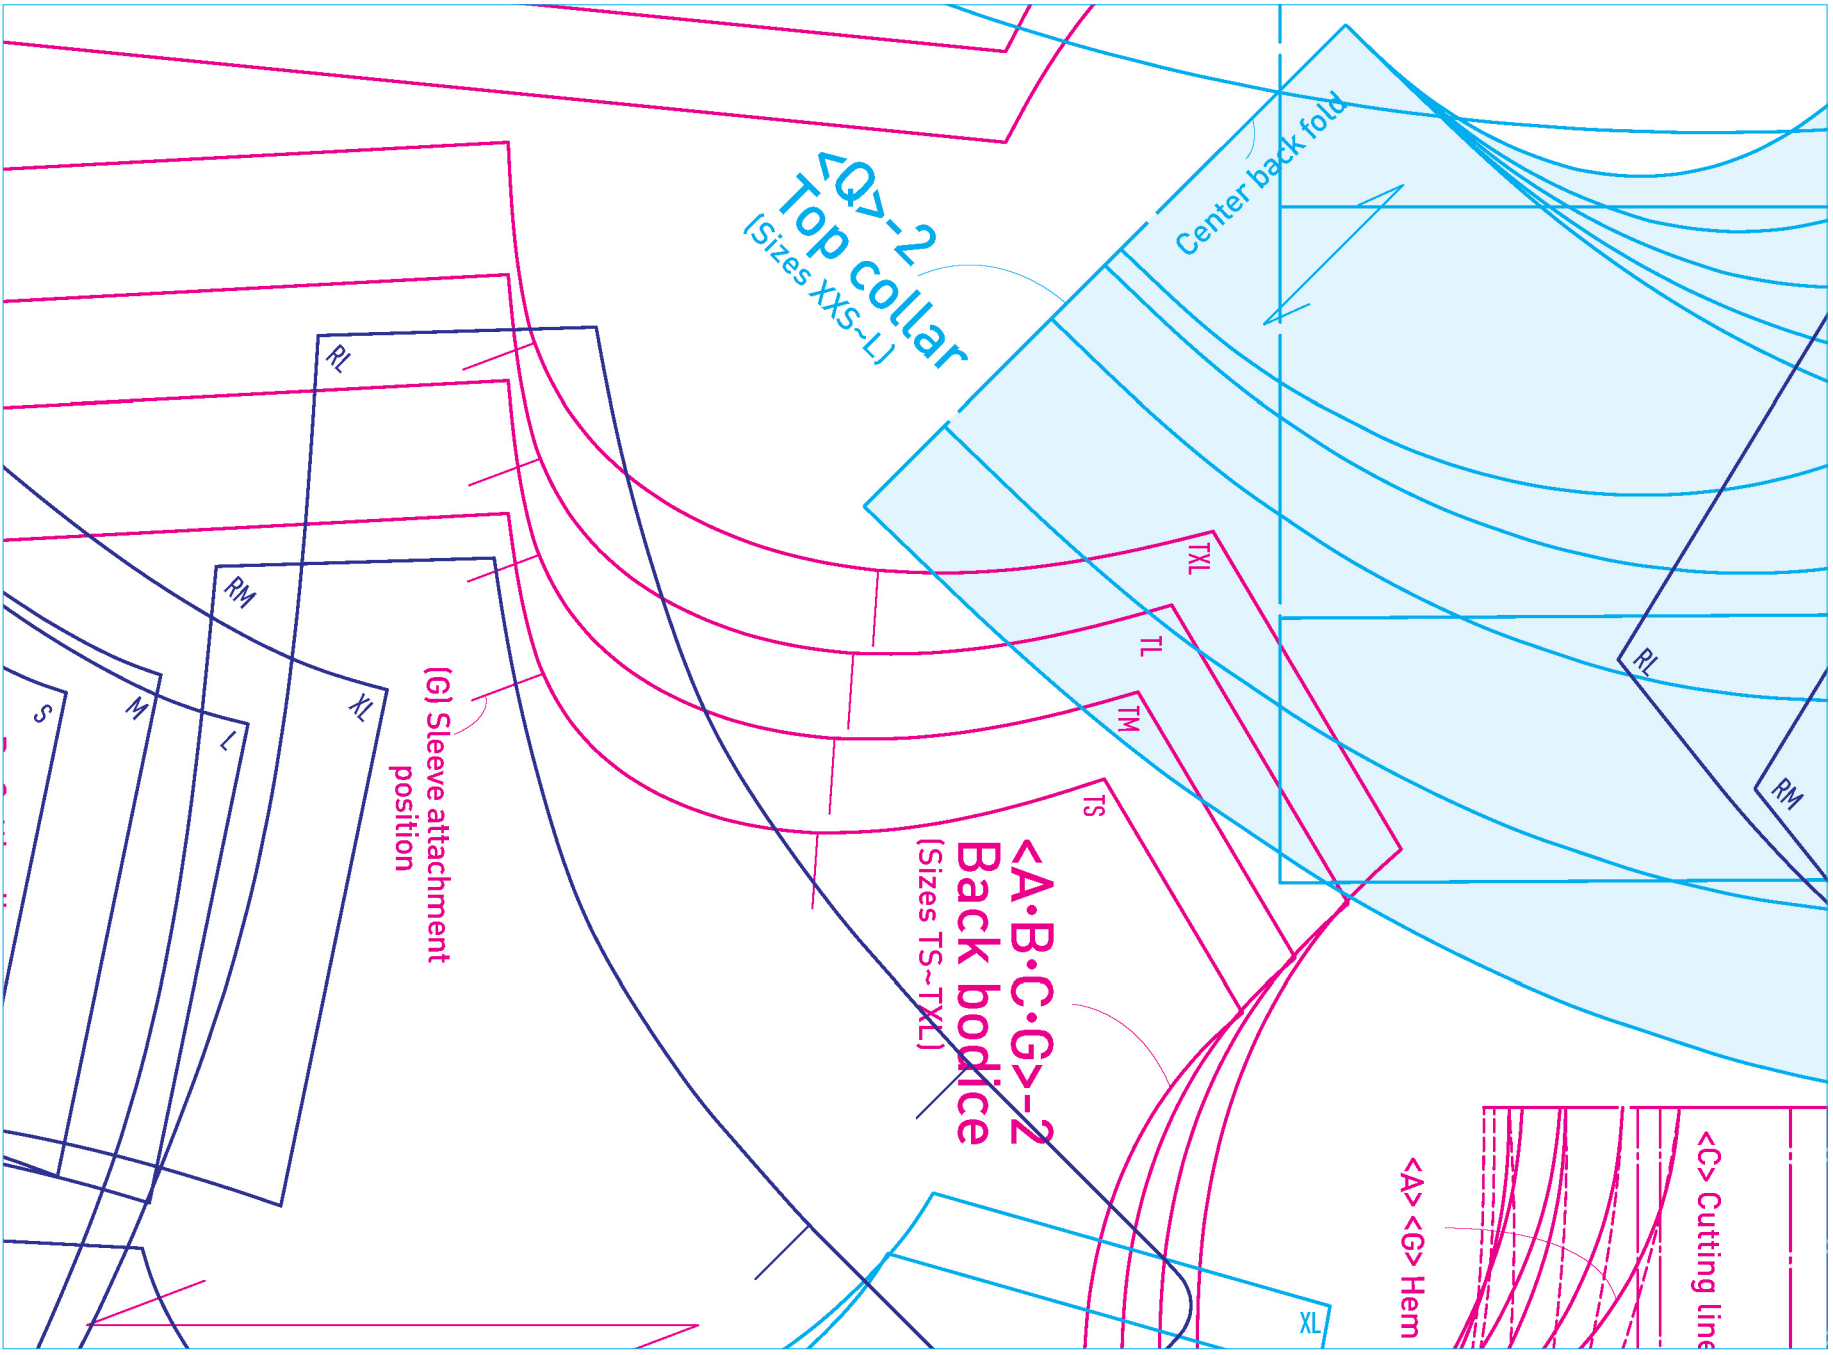 <Q>-2
Top collar
(Sizes XXS~L)
Center back fold
RL
RM
S
M
L
XL
(G) Sleeve attachment
position
TXL
TL
TM
TS
<A·B·C·G>-2
Back bodice
(Sizes TS~TXL)
RL
RM
XL
<A> <G> Hem
<C> Cutting line